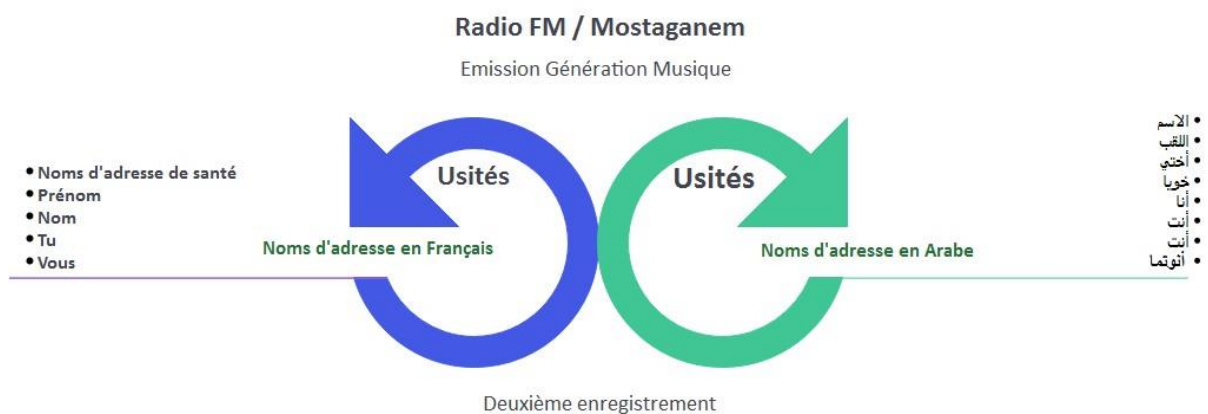 Radio FM / Mostaganem
Emission Génération Musique
Usités
Noms d'adresse en Français
• Noms d'adresse de santé
• Prénom
• Nom
• Tu
• Vous
Usités
Noms d'adresse en Arabe
• الاسم
• اللقب
• أختي
• خويا
• أنا
• أنت
• أنت
• أنوتما
Deuxième enregistrement